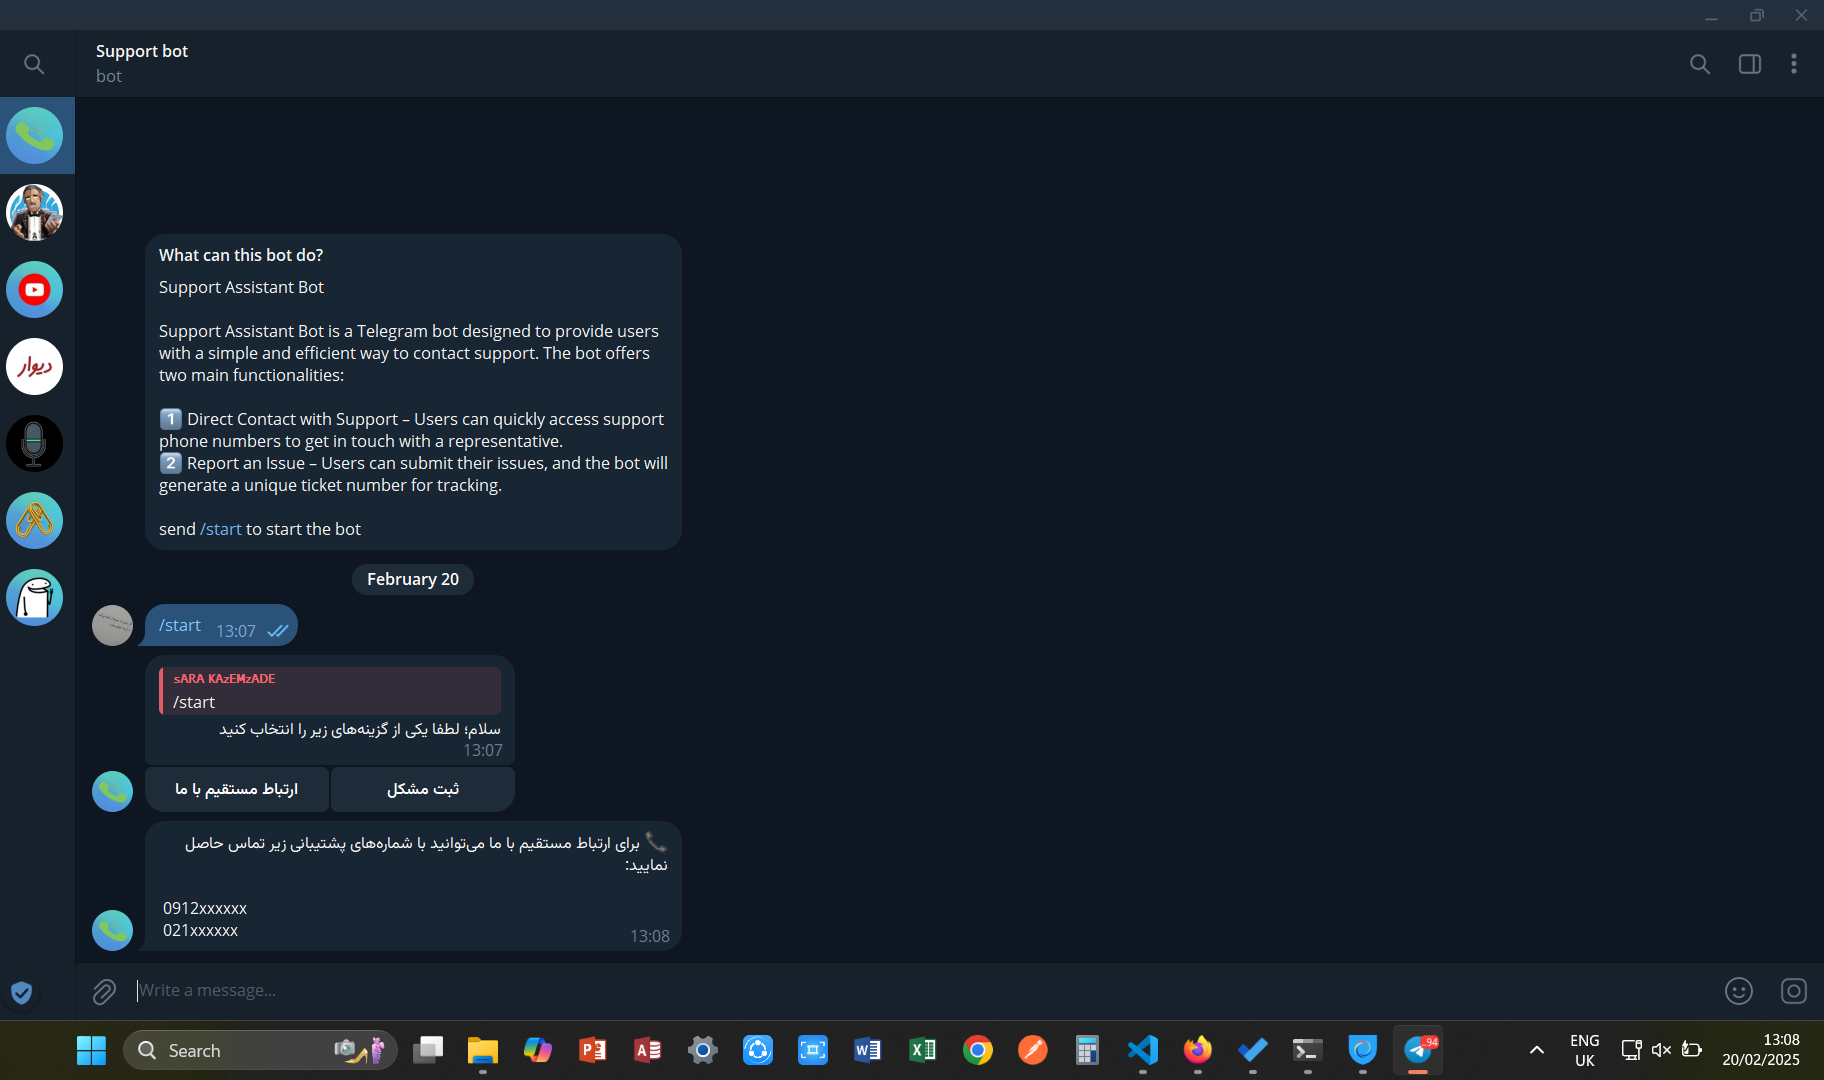 Support bot
bot
What can this bot do?
Support Assistant Bot
Support Assistant Bot is a Telegram bot designed to provide users
with a simple and efficient way to contact support. The bot offers
two main functionalities:
1 Direct Contact with Support – Users can quickly access support
phone numbers to get in touch with a representative.
2 Report an Issue – Users can submit their issues, and the bot will
generate a unique ticket number for tracking.
send /start to start the bot
February 20
/start 13:07
sARA KAzEMzADE
/start
سلام؛ لطفا یکی از گزینه‌های زیر را انتخاب کنید
13:07
ارتباط مستقیم با ما
ثبت مشکل
📞 برای ارتباط مستقیم با ما می‌توانید با شماره‌های پشتیبانی زیر تماس حاصل
نمایید:
0912xxxxxx
021xxxxxx
13:08
دیوار
Write a message...
Search
ENG
UK
13:08
20/02/2025
..94